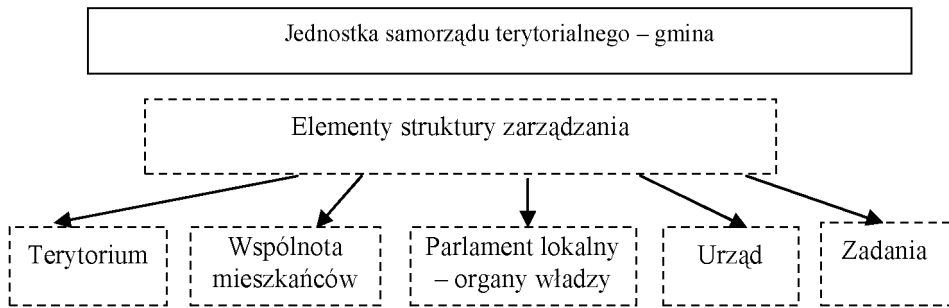 Jednostka samorządu terytorialnego – gmina
Elementy struktury zarządzania
Terytorium
Wspólnota
mieszkańców
Parlament lokalny
– organy władzy
Urząd
Zadania